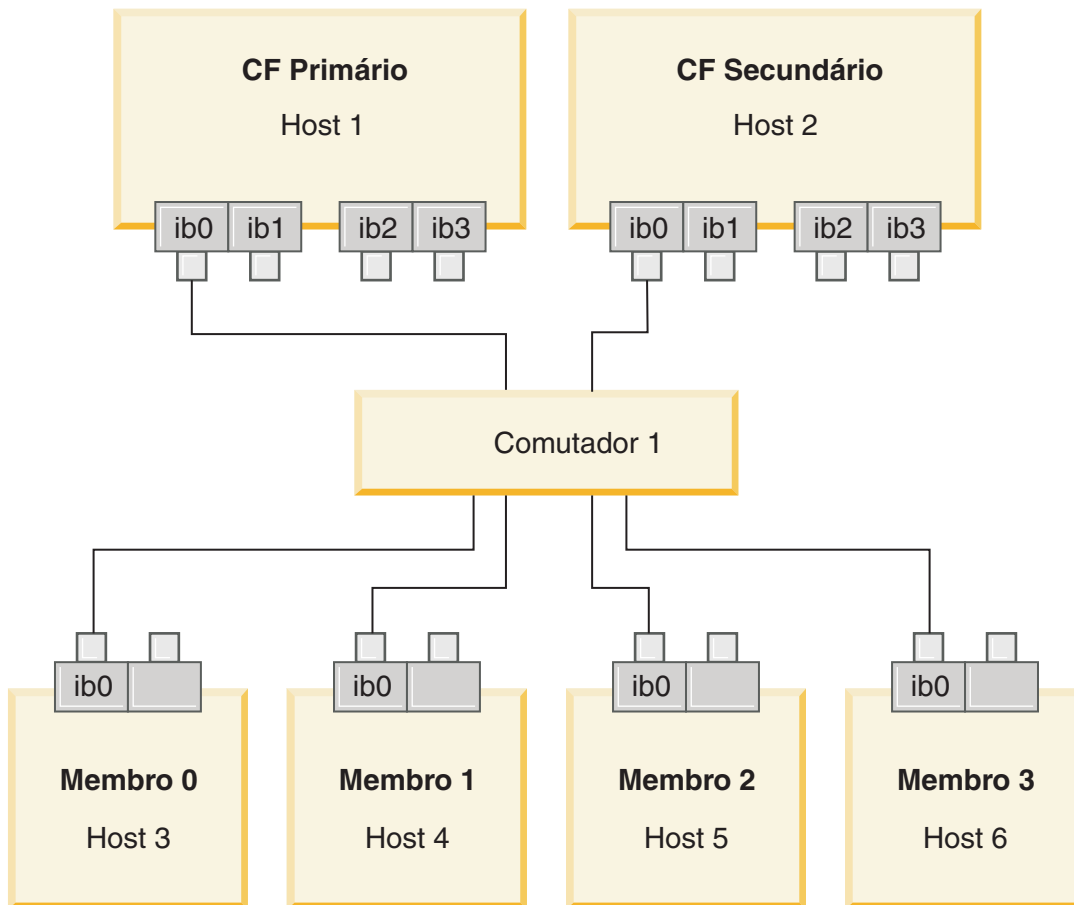 CF Primário
Host 1
ib0 ib1 ib2 ib3
CF Secundário
Host 2
ib0 ib1 ib2 ib3
Comutador 1
ib0
Membro 0
Host 3
ib0
Membro 1
Host 4
ib0
Membro 2
Host 5
ib0
Membro 3
Host 6